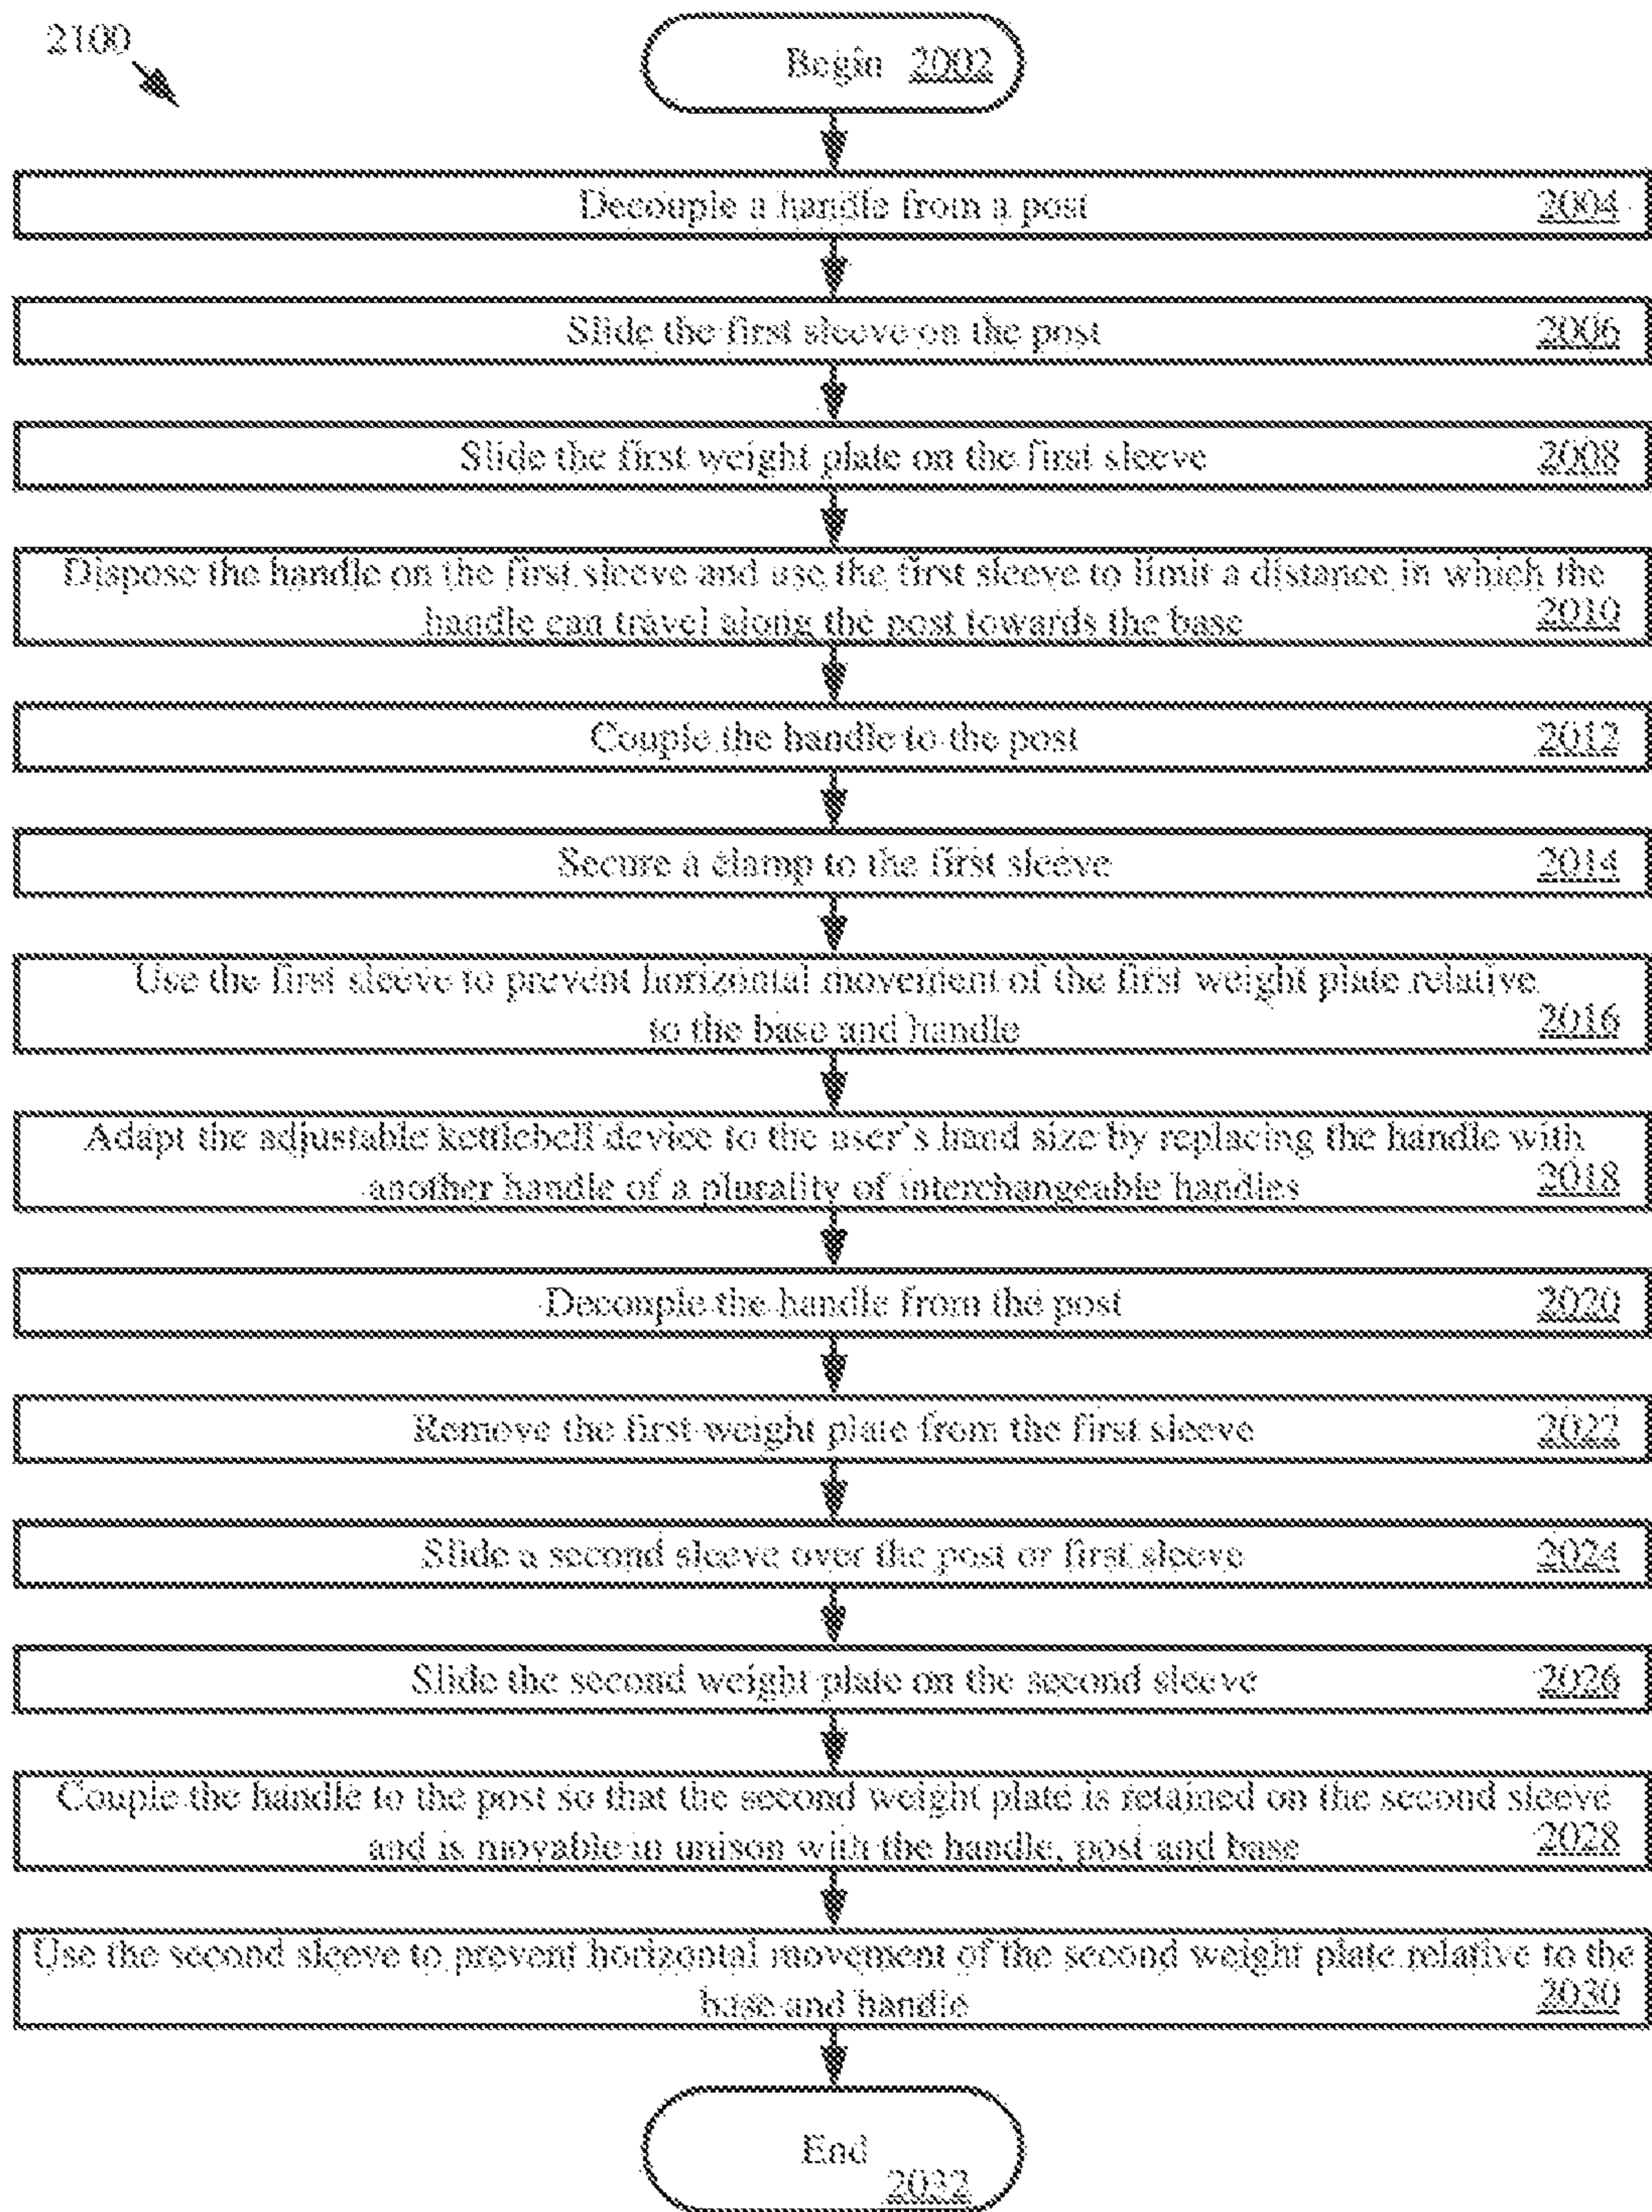 2100
Begin 2002
Decouple a handle from a post 2004
Slide the first sleeve on the post 2006
Slide the first weight plate on the first sleeve 2008
Dispose the handle on the first sleeve and use the first sleeve to limit a distance in which the
handle can travel along the post towards the base 2010
Couple the handle to the post 2012
Secure a clamp to the first sleeve 2014
Use the first sleeve to prevent horizontal movement of the first weight plate relative
to the base and handle 2016
Adapt the adjustable kettlebell device to the user's hand size by replacing the handle with
another handle of a plurality of interchangeable handles 2018
Decouple the handle from the post 2020
Remove the first weight plate from the first sleeve 2022
Slide a second sleeve over the post or first sleeve 2024
Slide the second weight plate on the second sleeve 2026
Couple the handle to the post so that the second weight plate is retained on the second sleeve
and is movable in unison with the handle, post and base 2028
Use the second sleeve to prevent horizontal movement of the second weight plate relative to the
base and handle 2030
End
2032